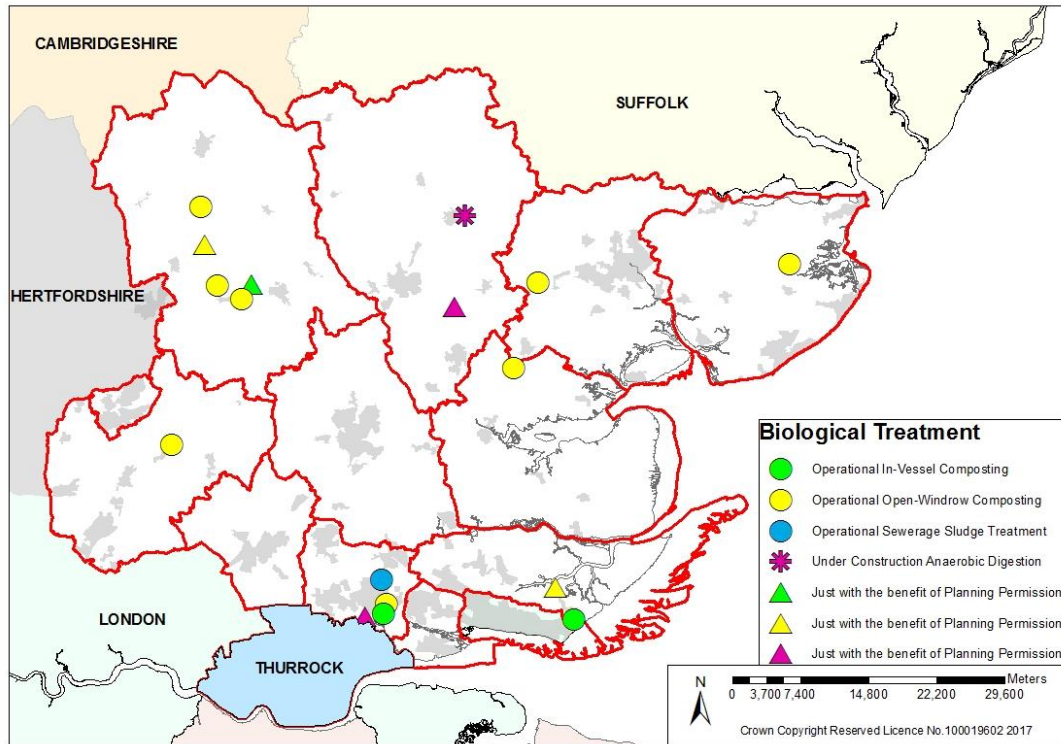 CAMBRIDGESHIRE
SUFFOLK
HERTFORDSHIRE
LONDON
THURROCK
Biological Treatment
Operational In-Vessel Composting
Operational Open-Windrow Composting
Operational Sewerage Sludge Treatment
Under Construction Anaerobic Digestion
Just with the benefit of Planning Permission
Just with the benefit of Planning Permission
Just with the benefit of Planning Permission
N
Meters
0 3,700 7,400 14,800 22,200 29,600
Crown Copyright Reserved Licence No.100019602 2017